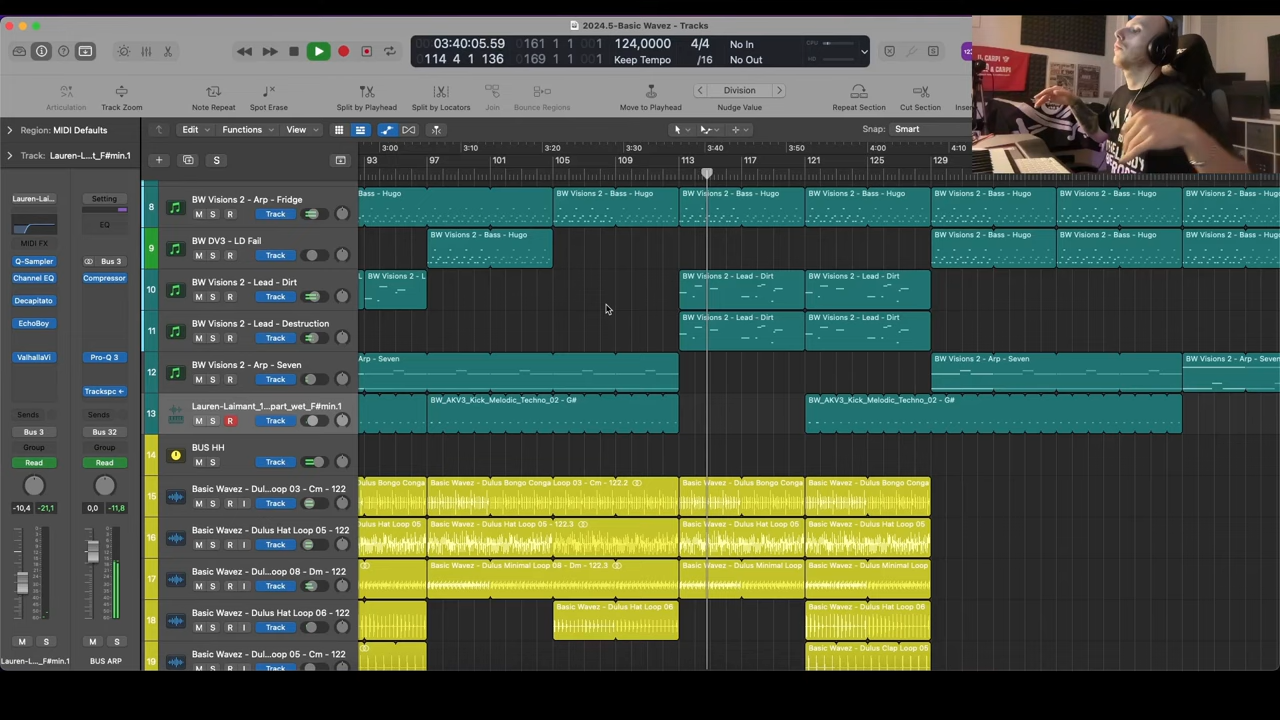 2024.5-Basic Wavez - Tracks
03:40:05.59 0161 1 1 001 124,0000 4/4 No In
114 4 1 136 0169 1 1 001 Keep Tempo /16 No Out
CPU
HD
Articulation Track Zoom Note Repeat Spot Erase Split by Playhead Split by Locators Join Bounce Regions Move to Playhead Division Nudge Value Repeat Section Cut Section
Region: MIDI Defaults
Edit Functions View Snap: Smart
Track: Lauren-L...t_F#min.1
S
3:00 3:10 3:20 3:40 3:50 4:00 4:10
93 97 101 105 109 113 117 121 125 129
8 BW Visions 2 - Arp - Fridge
M S R Track
Bass - Hugo BW Visions 2 - Bass - Hugo BW Visions 2 - Bass - Hugo BW Visions 2 - Bass - Hugo BW Visions 2 - Bass - Hugo BW Visions 2 - Bass - Hugo
9 BW DV3 - LD Fail
M S R Track
BW Visions 2 - Bass - Hugo BW Visions 2 - Bass - Hugo BW Visions 2 - Bass - Hugo
10 BW Visions 2 - Lead - Dirt
M S R Track
BW Visions 2 - L BW Visions 2 - Lead - Dirt BW Visions 2 - Lead - Dirt
11 BW Visions 2 - Lead - Destruction
M S R Track
BW Visions 2 - Lead - Dirt BW Visions 2 - Lead - Dirt
12 BW Visions 2 - Arp - Seven
M S R Track
Arp - Seven BW Visions 2 - Arp - Seven BW Visions 2 - Arp - Seven
13 Lauren-Laimant_1...part_wet_F#min.1
M S R Track
BW_AKV3_Kick_Melodic_Techno_02 - G# BW_AKV3_Kick_Melodic_Techno_02 - G#
14 BUS HH
M S Track
15 Basic Wavez - Dul...oop 03 - Cm - 122
M S R I Track
Dulus Bongo Conga Basic Wavez - Dulus Bongo Conga Loop 03 - Cm - 122.2 Basic Wavez - Dulus Bongo Conga Basic Wavez - Dulus Bongo Conga
16 Basic Wavez - Dulus Hat Loop 05 - 122
M S R I Track
Dulus Hat Loop 05 Basic Wavez - Dulus Hat Loop 05 - 122.3 Basic Wavez - Dulus Hat Loop 05 Basic Wavez - Dulus Hat Loop 05
17 Basic Wavez - Dul...oop 08 - Dm - 122
M S R I Track
Basic Wavez - Dulus Minimal Loop 08 - Dm - 122.3 Basic Wavez - Dulus Minimal Loop Basic Wavez - Dulus Minimal Loop
18 Basic Wavez - Dulus Hat Loop 06 - 122
M S R I Track
Basic Wavez - Dulus Hat Loop 06 Basic Wavez - Dulus Hat Loop 06
19 Basic Wavez - Dul...oop 05 - Cm - 122
M S R I Track
Basic Wavez - Dulus Clap Loop 05
Lauren-Lai... Setting
EQ
MIDI FX
Q-Sampler Bus 3
Channel EQ Compressor
Decapitato
EchoBoy
ValhallaVi Pro-Q 3
Trackspc
Sends Sends
Bus 3 Bus 32
Group Group
Read Read
-10,4 -21,1 0,0 -11,8
M S M S
Lauren-L..._F#min.1 BUS ARP